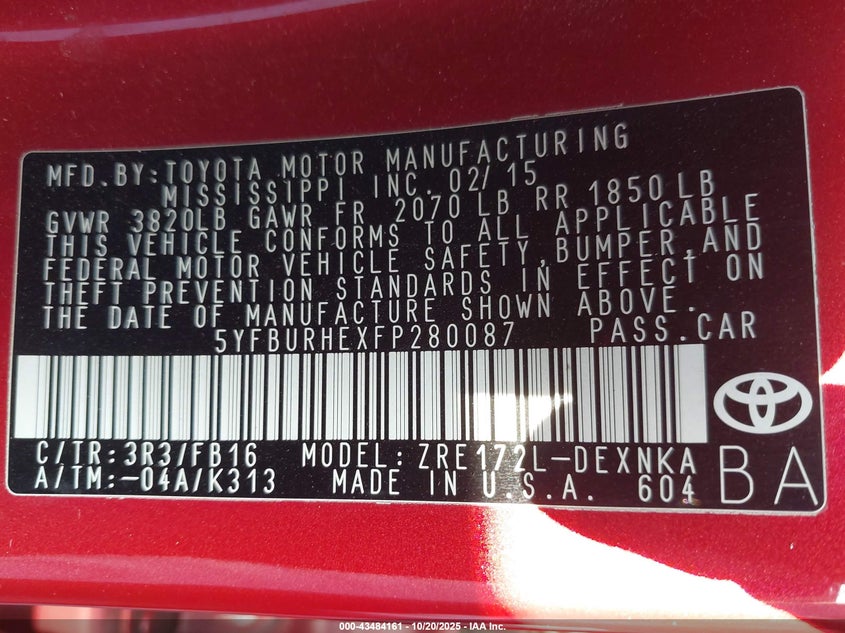 MFD. BY: TOYOTA MOTOR MANUFACTURING
MISSISSIPPI INC. 02/15
GVWR 3820LB GAWR FR 2070 LB RR 1850 LB
THIS VEHICLE CONFORMS TO ALL APPLICABLE
FEDERAL MOTOR VEHICLE SAFETY, BUMPER, AND
THEFT PREVENTION STANDARDS IN EFFECT ON
THE DATE OF MANUFACTURE SHOWN ABOVE.
5YFBURHEXFP280087 PASS. CAR
C/TR: 3R3/FB16 MODEL: ZRE172L-DEXNKA
A/TM: -04A/K313 MADE IN U.S.A. 604
BA
000-43484161 - 10/20/2025 - IAA Inc.